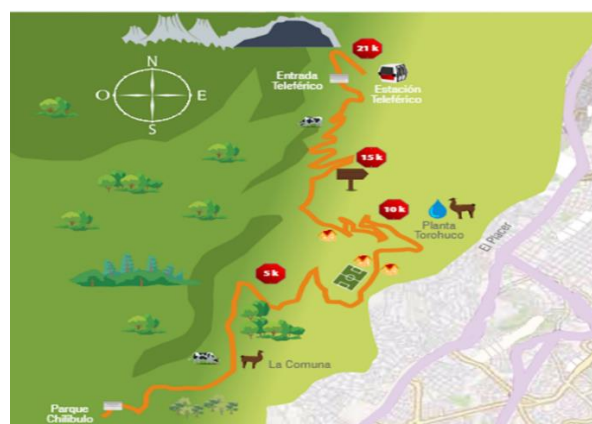 21 k
Entrada
Teleférico
Estación
Teleférico
N
O
E
S
15 k
10 k
Planta
Torohuco
El Placer
5 k
La Comuna
Parque
Chilibulo